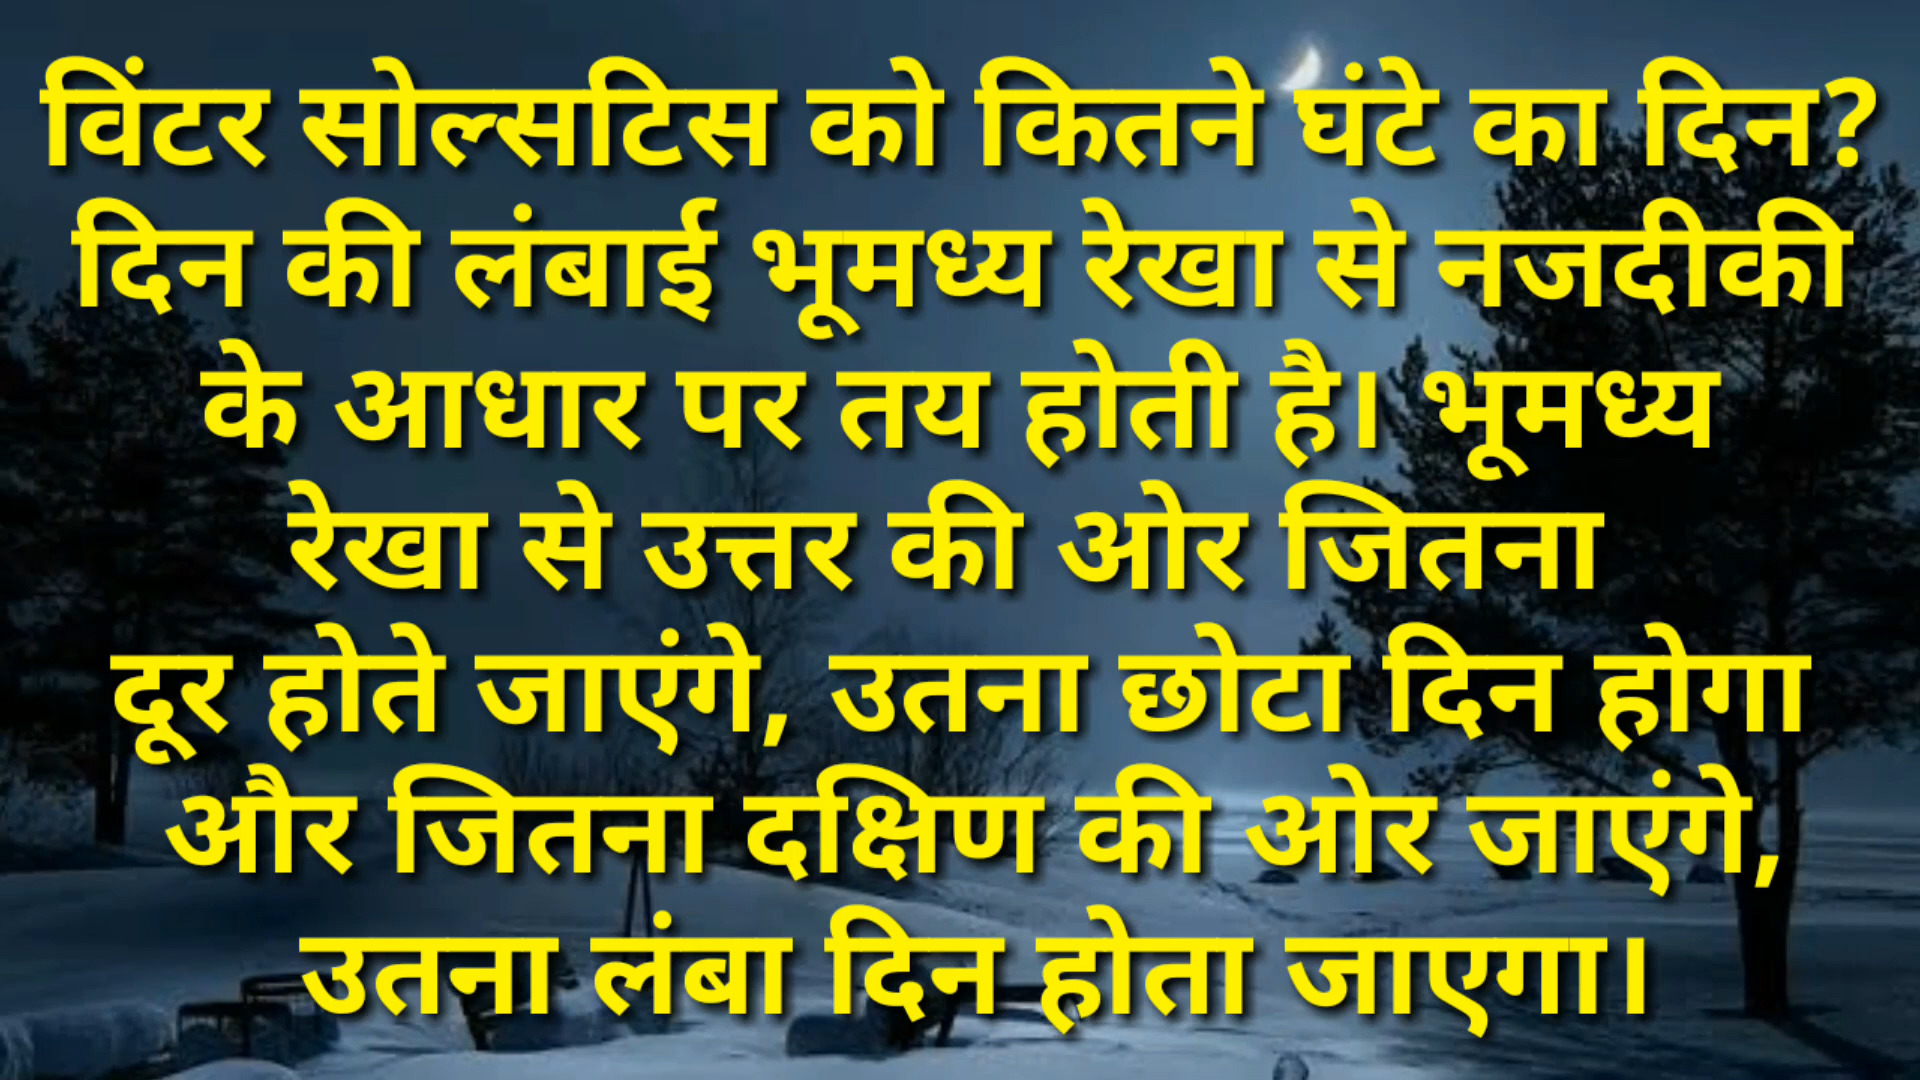 विंटर सोल्सटिस को कितने घंटे का दिन?
दिन की लंबाई भूमध्य रेखा से नजदीकी
के आधार पर तय होती है। भूमध्य
रेखा से उत्तर की ओर जितना
दूर होते जाएंगे, उतना छोटा दिन होगा
और जितना दक्षिण की ओर जाएंगे,
उतना लंबा दिन होता जाएगा।